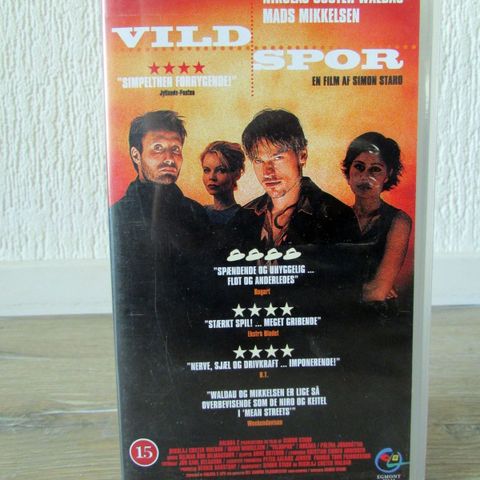 NIKOLAJ COSTER WALDAU
MADS MIKKELSEN
VILD
SPOR
"SIMPELTHEN FORRYGENDE!"
Jyllands-Posten
EN FILM AF SIMON STAHO
"SPÆNDENDE OG UHYGGELIG ...
FLOT OG ANDERLEDES"
Bogart
"STÆRKT SPIL! ... MEGET GRIBENDE"
Ekstra Bladet
"NERVE, SJÆL OG DRIVKRAFT ... IMPONERENDE!"
B.T.
"WALDAU OG MIKKELSEN ER LIGE SÅ
OVERBEVISENDE SOM DE NIRO OG KEITEL
I 'MEAN STREETS'"
Weekendavisen
15
EGMONT